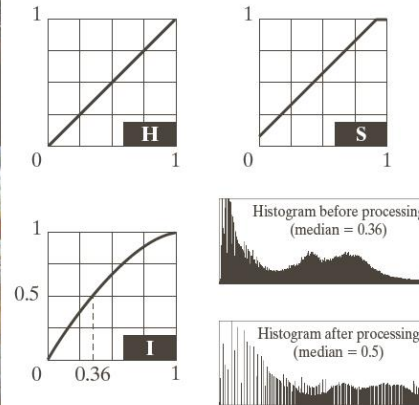 1
H
0
1
1
S
0
1
1
0.5
I
0
0.36
1
Histogram before processing
(median = 0.36)
Histogram after processing
(median = 0.5)